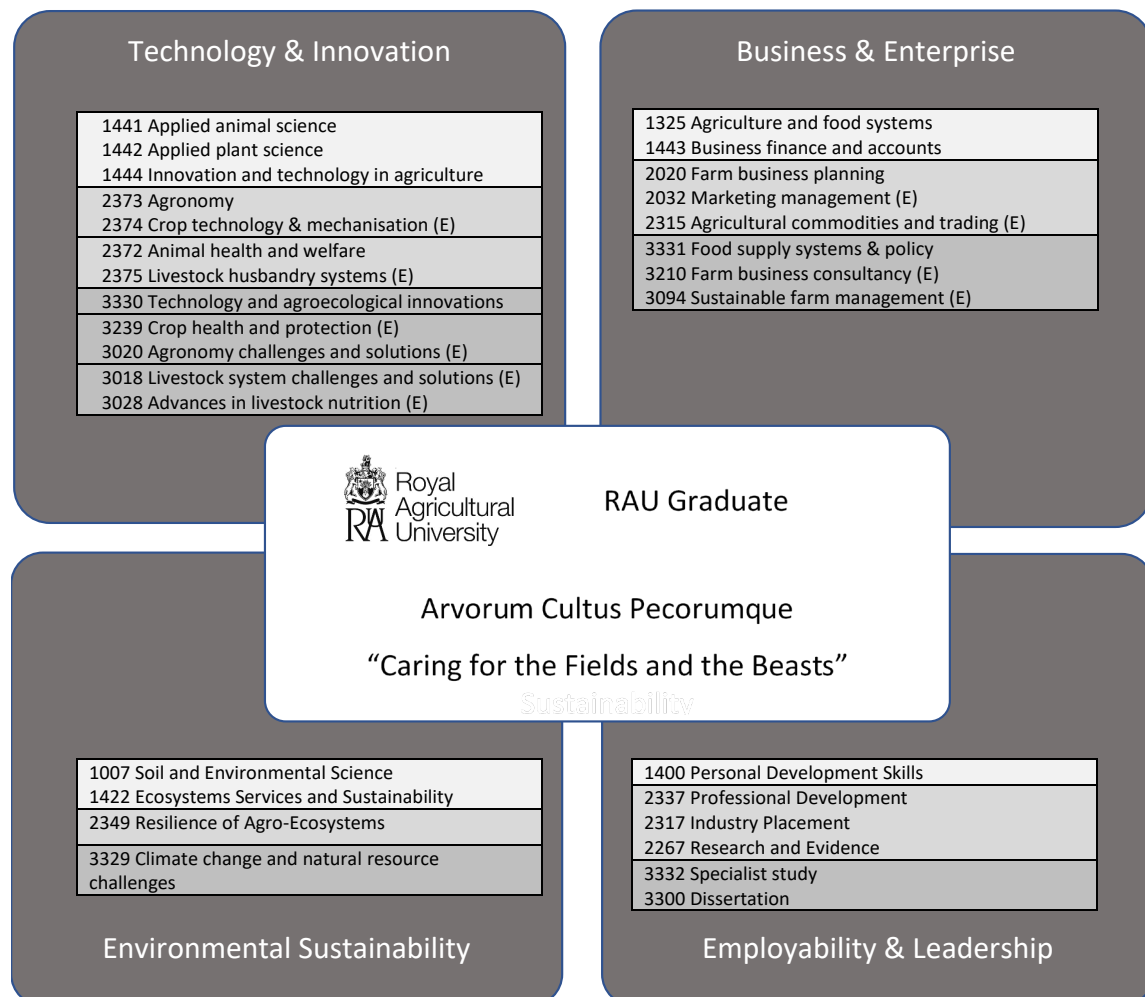 Technology & Innovation
1441 Applied animal science
1442 Applied plant science
1444 Innovation and technology in agriculture
2373 Agronomy
2374 Crop technology & mechanisation (E)
2372 Animal health and welfare
2375 Livestock husbandry systems (E)
3330 Technology and agroecological innovations
3239 Crop health and protection (E)
3020 Agronomy challenges and solutions (E)
3018 Livestock system challenges and solutions (E)
3028 Advances in livestock nutrition (E)
Business & Enterprise
1325 Agriculture and food systems
1443 Business finance and accounts
2020 Farm business planning
2032 Marketing management (E)
2315 Agricultural commodities and trading (E)
3331 Food supply systems & policy
3210 Farm business consultancy (E)
3094 Sustainable farm management (E)
RAU
Royal
Agricultural
University
RAU Graduate
Arvorum Cultus Pecorumque
“Caring for the Fields and the Beasts”
Sustainability
1007 Soil and Environmental Science
1422 Ecosystems Services and Sustainability
2349 Resilience of Agro-Ecosystems
3329 Climate change and natural resource
challenges
Environmental Sustainability
1400 Personal Development Skills
2337 Professional Development
2317 Industry Placement
2267 Research and Evidence
3332 Specialist study
3300 Dissertation
Employability & Leadership